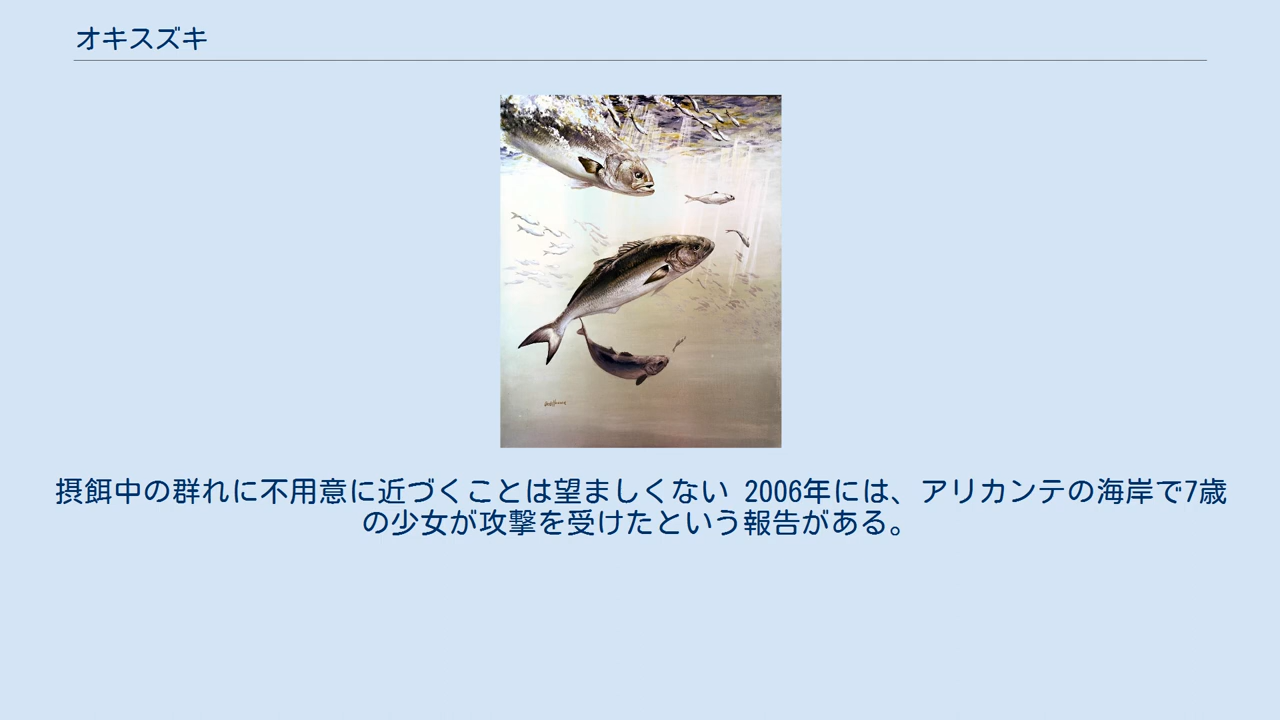 オキスズキ
摂餌中の群れに不用意に近づくことは望ましくない 2006年には、アリカンテの海岸で7歳
の少女が攻撃を受けたという報告がある。